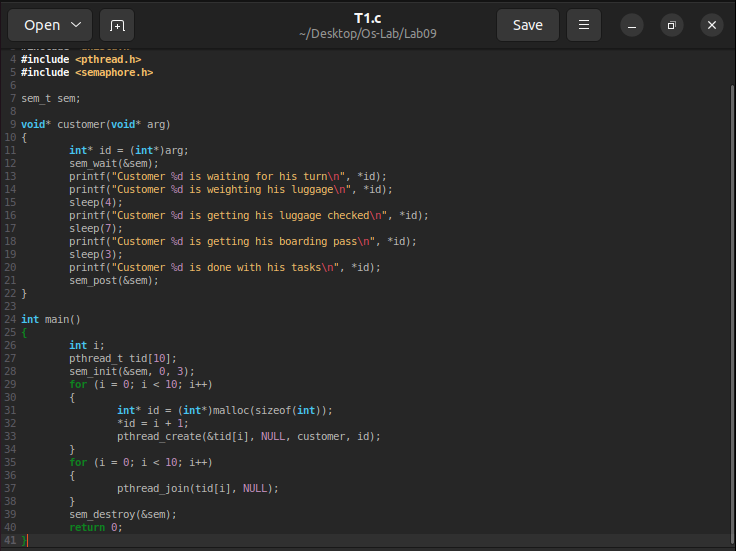 Open
T1.c
~/Desktop/Os-Lab/Lab09
Save
4 #include <pthread.h>
5 #include <semaphore.h>
6
7 sem_t sem;
8
9 void* customer(void* arg)
10 {
11 int* id = (int*)arg;
12 sem_wait(&sem);
13 printf("Customer %d is waiting for his turn\n", *id);
14 printf("Customer %d is weighting his luggage\n", *id);
15 sleep(4);
16 printf("Customer %d is getting his luggage checked\n", *id);
17 sleep(7);
18 printf("Customer %d is getting his boarding pass\n", *id);
19 sleep(3);
20 printf("Customer %d is done with his tasks\n", *id);
21 sem_post(&sem);
22 }
23
24 int main()
25 {
26 int i;
27 pthread_t tid[10];
28 sem_init(&sem, 0, 3);
29 for (i = 0; i < 10; i++)
30 {
31 int* id = (int*)malloc(sizeof(int));
32 *id = i + 1;
33 pthread_create(&tid[i], NULL, customer, id);
34 }
35 for (i = 0; i < 10; i++)
36 {
37 pthread_join(tid[i], NULL);
38 }
39 sem_destroy(&sem);
40 return 0;
41 }